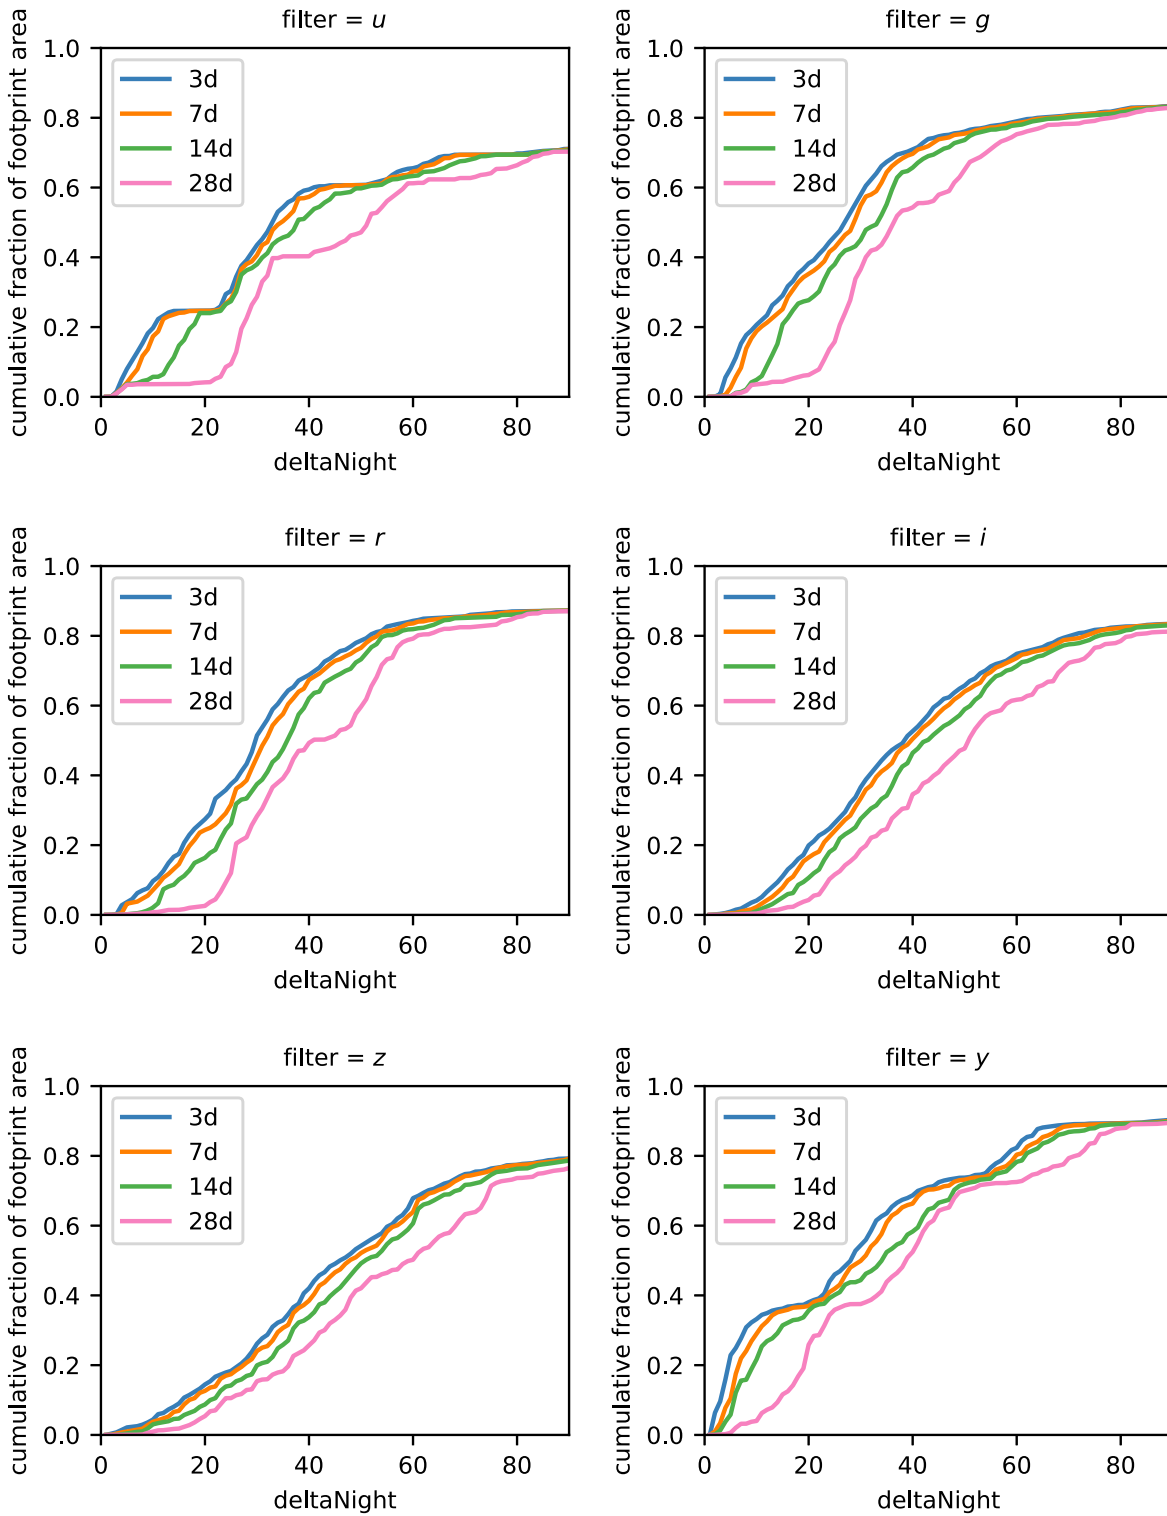 filter = u
cumulative fraction of footprint area
1.0
0.8
0.6
0.4
0.2
0.0
3d
7d
14d
28d
0 20 40 60 80
deltaNight
filter = g
cumulative fraction of footprint area
1.0
0.8
0.6
0.4
0.2
0.0
3d
7d
14d
28d
0 20 40 60 80
deltaNight
filter = r
cumulative fraction of footprint area
1.0
0.8
0.6
0.4
0.2
0.0
3d
7d
14d
28d
0 20 40 60 80
deltaNight
filter = i
cumulative fraction of footprint area
1.0
0.8
0.6
0.4
0.2
0.0
3d
7d
14d
28d
0 20 40 60 80
deltaNight
filter = z
cumulative fraction of footprint area
1.0
0.8
0.6
0.4
0.2
0.0
3d
7d
14d
28d
0 20 40 60 80
deltaNight
filter = y
cumulative fraction of footprint area
1.0
0.8
0.6
0.4
0.2
0.0
3d
7d
14d
28d
0 20 40 60 80
deltaNight